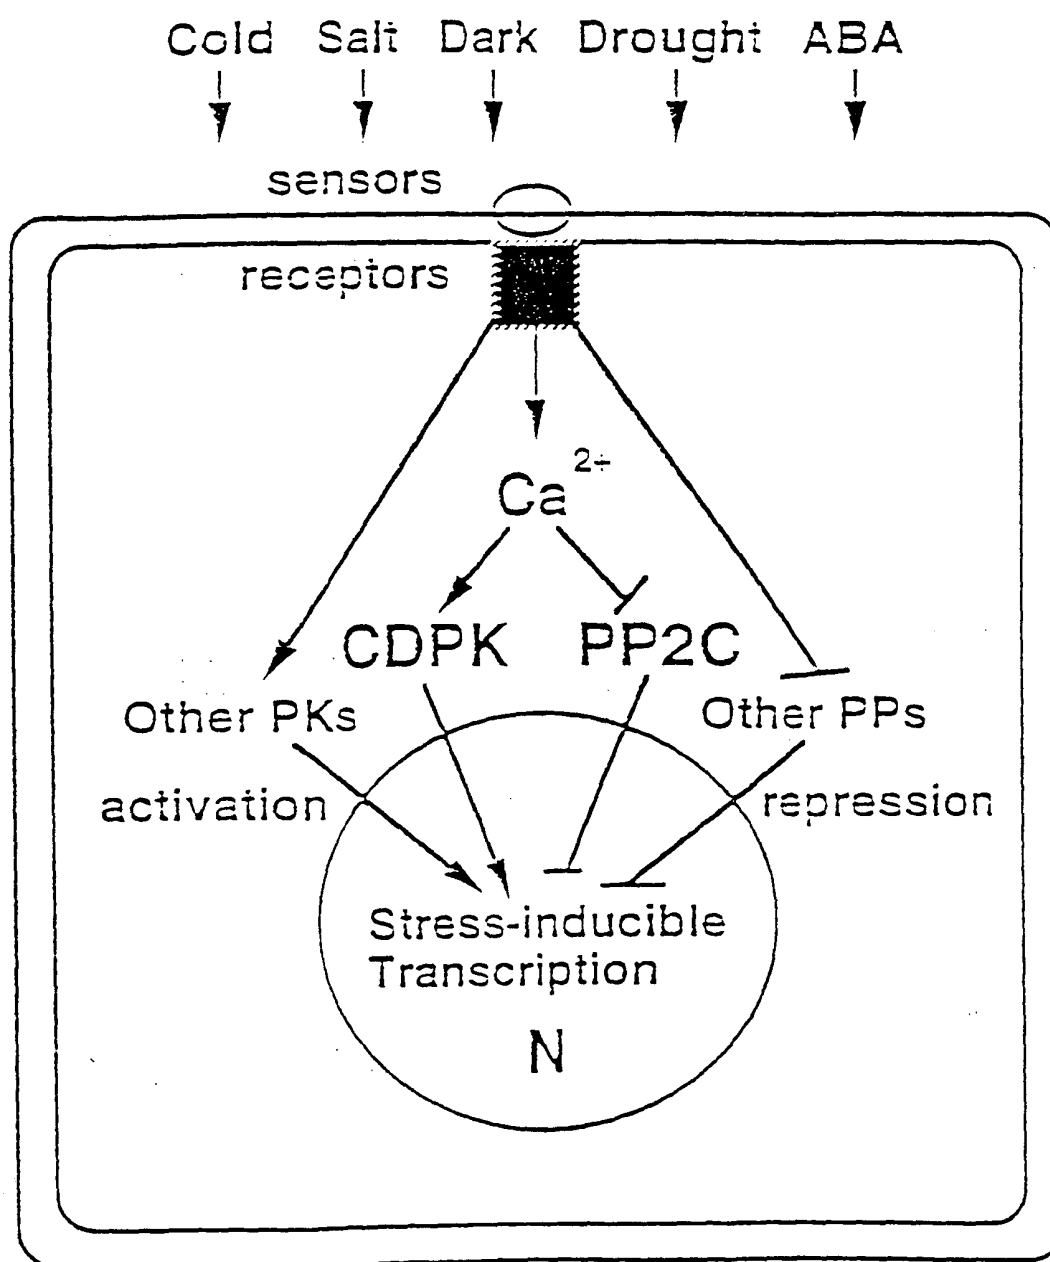 Cold Salt Dark Drought ABA
sensors
receptors
Ca2+
CDPK PP2C
Other PKs Other PPs
activation repression
Stress-inducible
Transcription
N